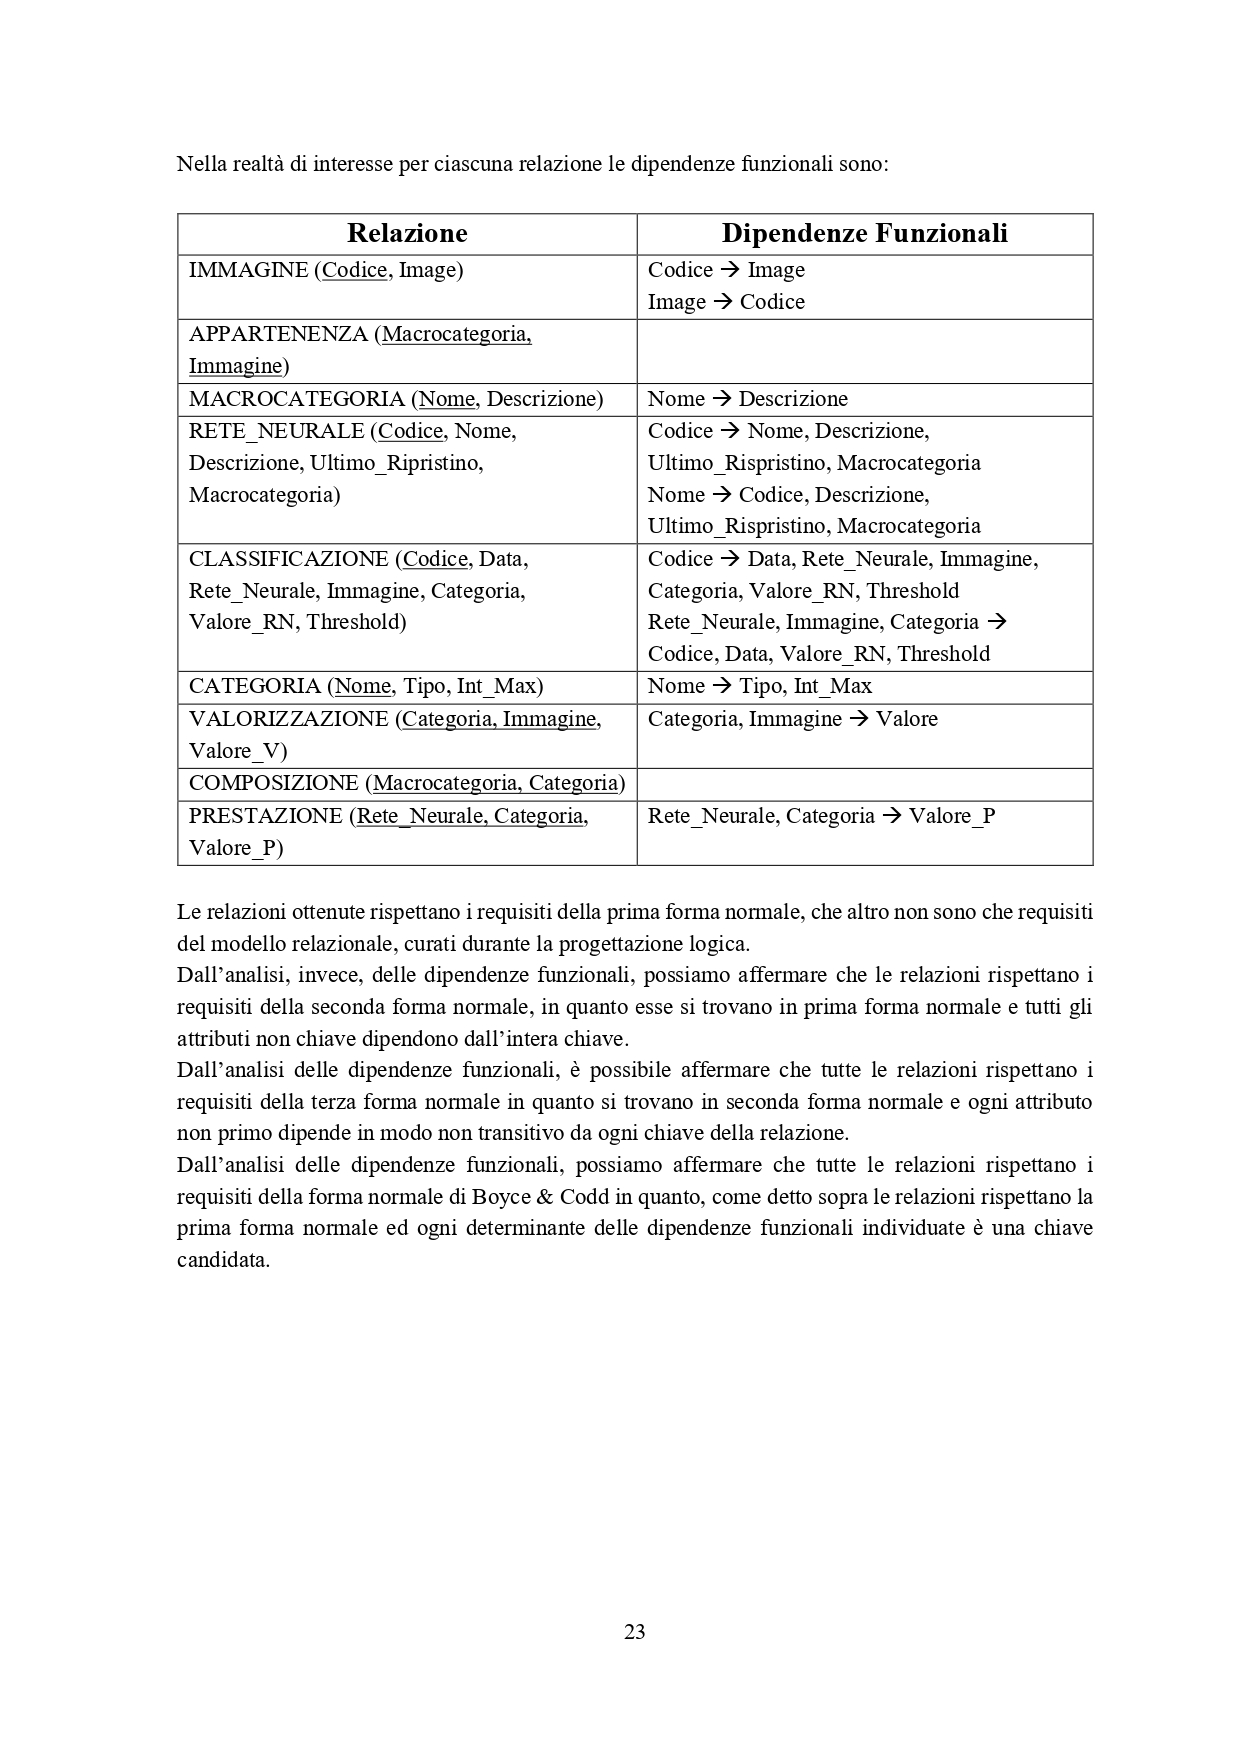 Nella realtà di interesse per ciascuna relazione le dipendenze funzionali sono:
Relazione
Dipendenze Funzionali
IMMAGINE (Codice, Image)
Codice → Image
Image → Codice
APPARTENENZA (Macrocategoria,
Immagine)
MACROCATEGORIA (Nome, Descrizione)
Nome → Descrizione
RETE_NEURALE (Codice, Nome,
Descrizione, Ultimo_Ripristino,
Macrocategoria)
Codice → Nome, Descrizione,
Ultimo_Rispristino, Macrocategoria
Nome → Codice, Descrizione,
Ultimo_Rispristino, Macrocategoria
CLASSIFICAZIONE (Codice, Data,
Rete_Neurale, Immagine, Categoria,
Valore_RN, Threshold)
Codice → Data, Rete_Neurale, Immagine,
Categoria, Valore_RN, Threshold
Rete_Neurale, Immagine, Categoria →
Codice, Data, Valore_RN, Threshold
CATEGORIA (Nome, Tipo, Int_Max)
Nome → Tipo, Int_Max
VALORIZZAZIONE (Categoria, Immagine,
Valore_V)
Categoria, Immagine → Valore
COMPOSIZIONE (Macrocategoria, Categoria)
PRESTAZIONE (Rete_Neurale, Categoria,
Valore_P)
Rete_Neurale, Categoria → Valore_P
Le relazioni ottenute rispettano i requisiti della prima forma normale, che altro non sono che requisiti
del modello relazionale, curati durante la progettazione logica.
Dall’analisi, invece, delle dipendenze funzionali, possiamo affermare che le relazioni rispettano i
requisiti della seconda forma normale, in quanto esse si trovano in prima forma normale e tutti gli
attributi non chiave dipendono dall’intera chiave.
Dall’analisi delle dipendenze funzionali, è possibile affermare che tutte le relazioni rispettano i
requisiti della terza forma normale in quanto si trovano in seconda forma normale e ogni attributo
non primo dipende in modo non transitivo da ogni chiave della relazione.
Dall’analisi delle dipendenze funzionali, possiamo affermare che tutte le relazioni rispettano i
requisiti della forma normale di Boyce & Codd in quanto, come detto sopra le relazioni rispettano la
prima forma normale ed ogni determinante delle dipendenze funzionali individuate è una chiave
candidata.
23